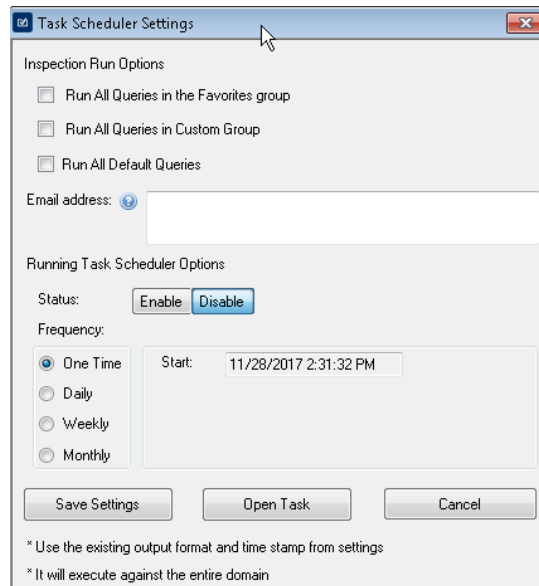 Task Scheduler Settings
Inspection Run Options
Run All Queries in the Favorites group
Run All Queries in Custom Group
Run All Default Queries
Email address:
Running Task Scheduler Options
Status: Enable Disable
Frequency:
One Time Start: 11/28/2017 2:31:32 PM
Daily
Weekly
Monthly
Save Settings Open Task Cancel
* Use the existing output format and time stamp from settings
* It will execute against the entire domain